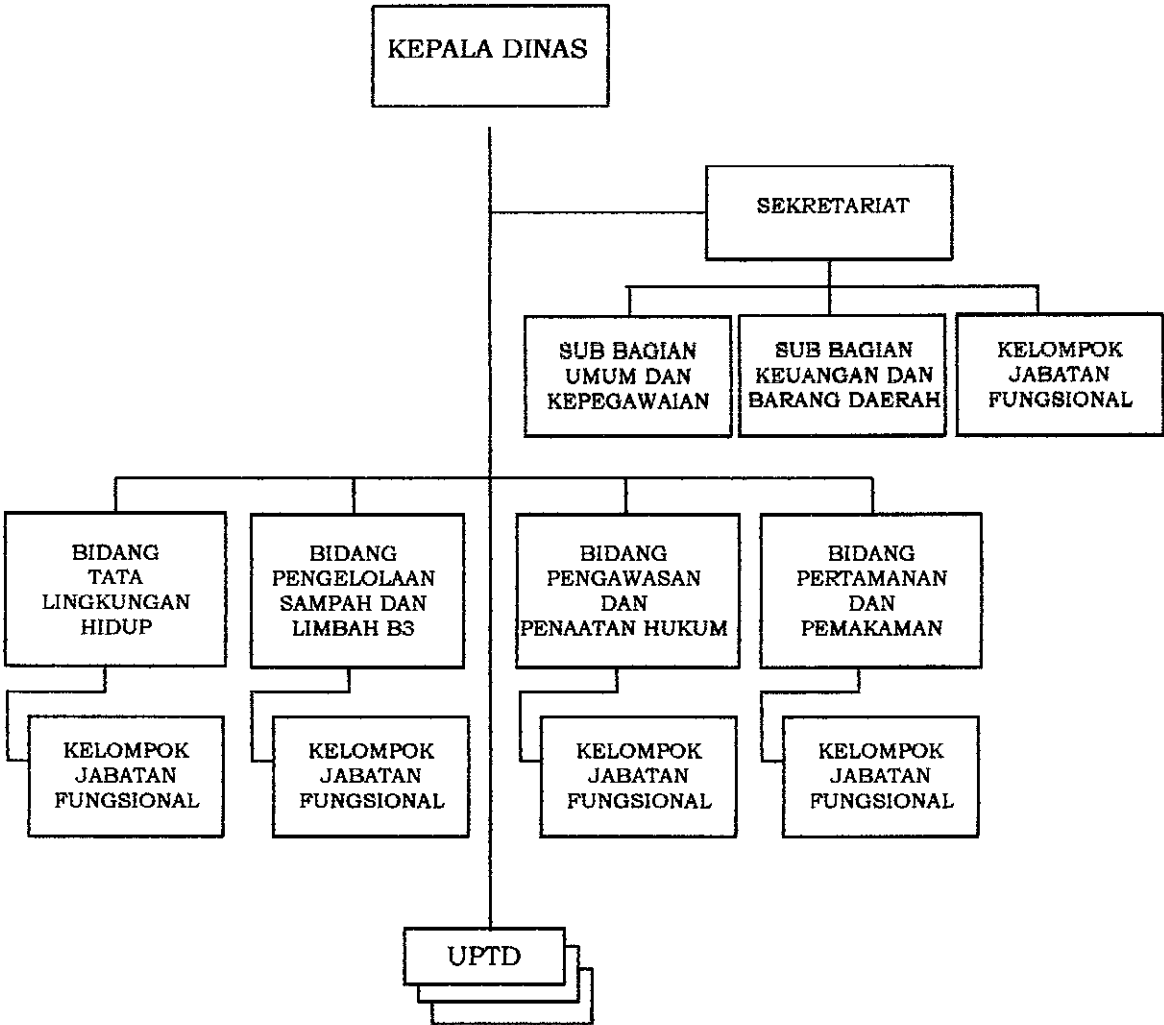 KEPALA DINAS
SEKRETARIAT
SUB BAGIAN
UMUM DAN
KEPEGAWAIAN
SUB BAGIAN
KEUANGAN DAN
BARANG DAERAH
KELOMPOK
JABATAN
FUNGSIONAL
BIDANG
TATA
LINGKUNGAN
HIDUP
BIDANG
PENGELOLAAN
SAMPAH DAN
LIMBAH B3
BIDANG
PENGAWASAN
DAN
PENAATAN HUKUM
BIDANG
PERTAMANAN
DAN
PEMAKAMAN
KELOMPOK
JABATAN
FUNGSIONAL
KELOMPOK
JABATAN
FUNGSIONAL
KELOMPOK
JABATAN
FUNGSIONAL
KELOMPOK
JABATAN
FUNGSIONAL
UPTD